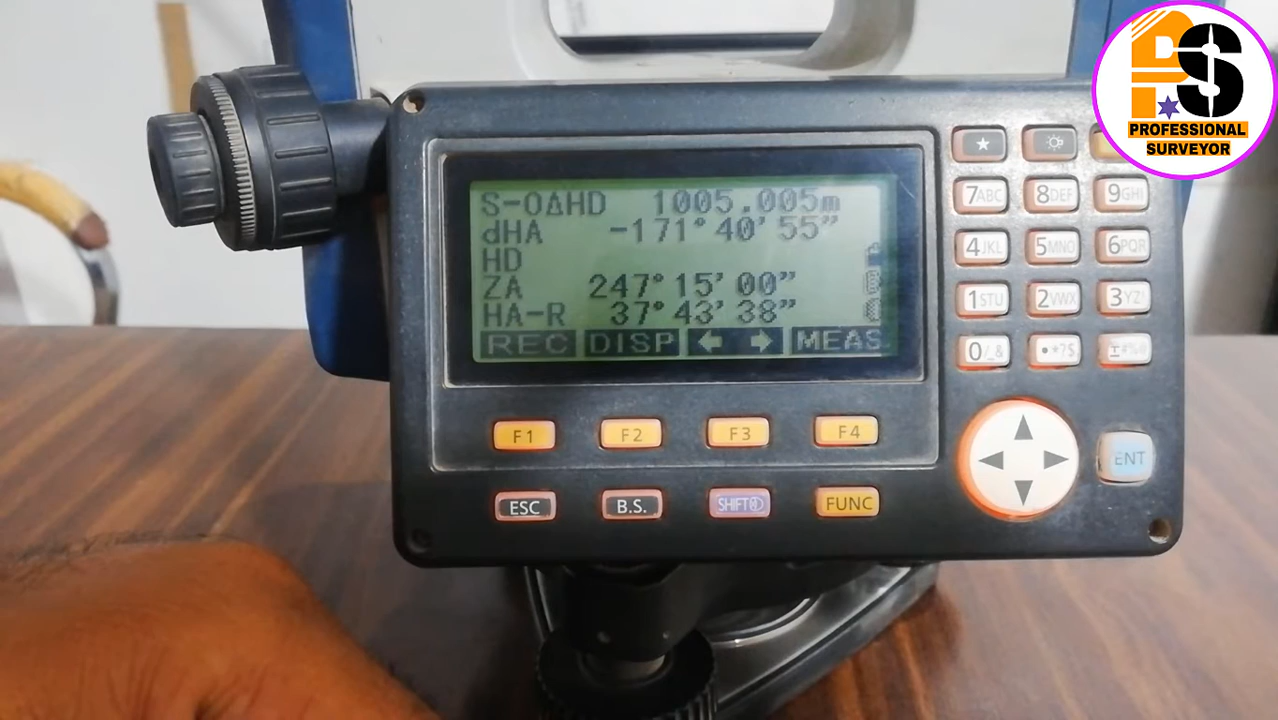 PS
PROFESSIONAL
SURVEYOR
S-OΔHD 1005.005m
dHA -171°40'55"
HD
ZA 247°15'00"
HA-R 37°43'38"
REC DISP ← → MEAS
★
7ABC 8DEF 9GHI
4JKL 5MNO 6PQR
1STU 2VWX 3YZ!
0/_& •*?$ ±#%@
F1 F2 F3 F4
ESC B.S. SHIFT FUNC
ENT